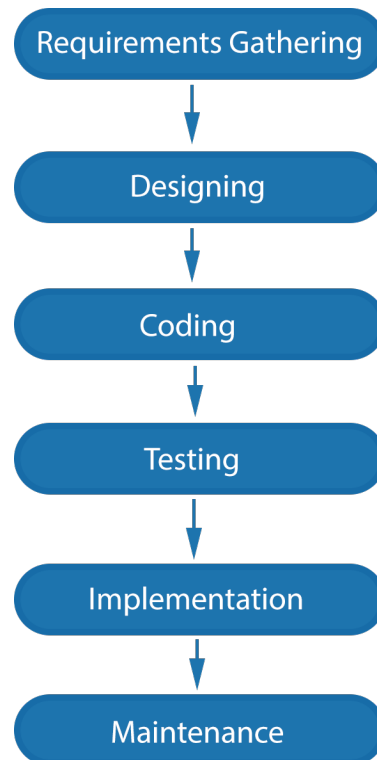 Requirements Gathering
Designing
Coding
Testing
Implementation
Maintenance